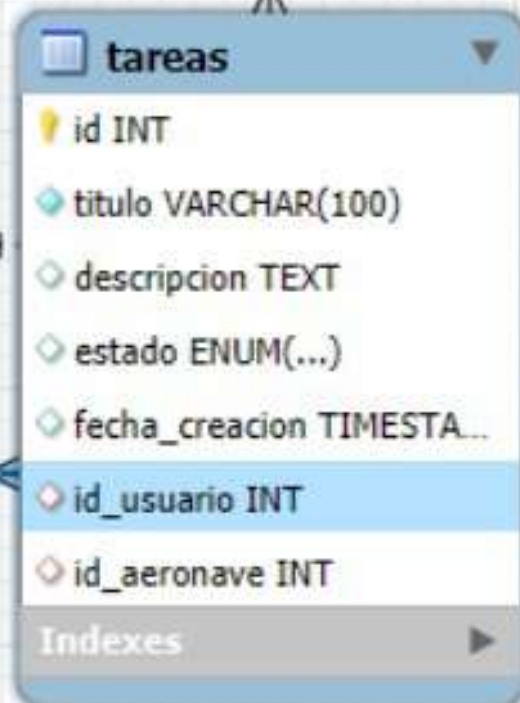 tareas
id INT
titulo VARCHAR(100)
descripcion TEXT
estado ENUM(...)
fecha_creacion TIMESTA...
id_usuario INT
id_aeronave INT
Indexes